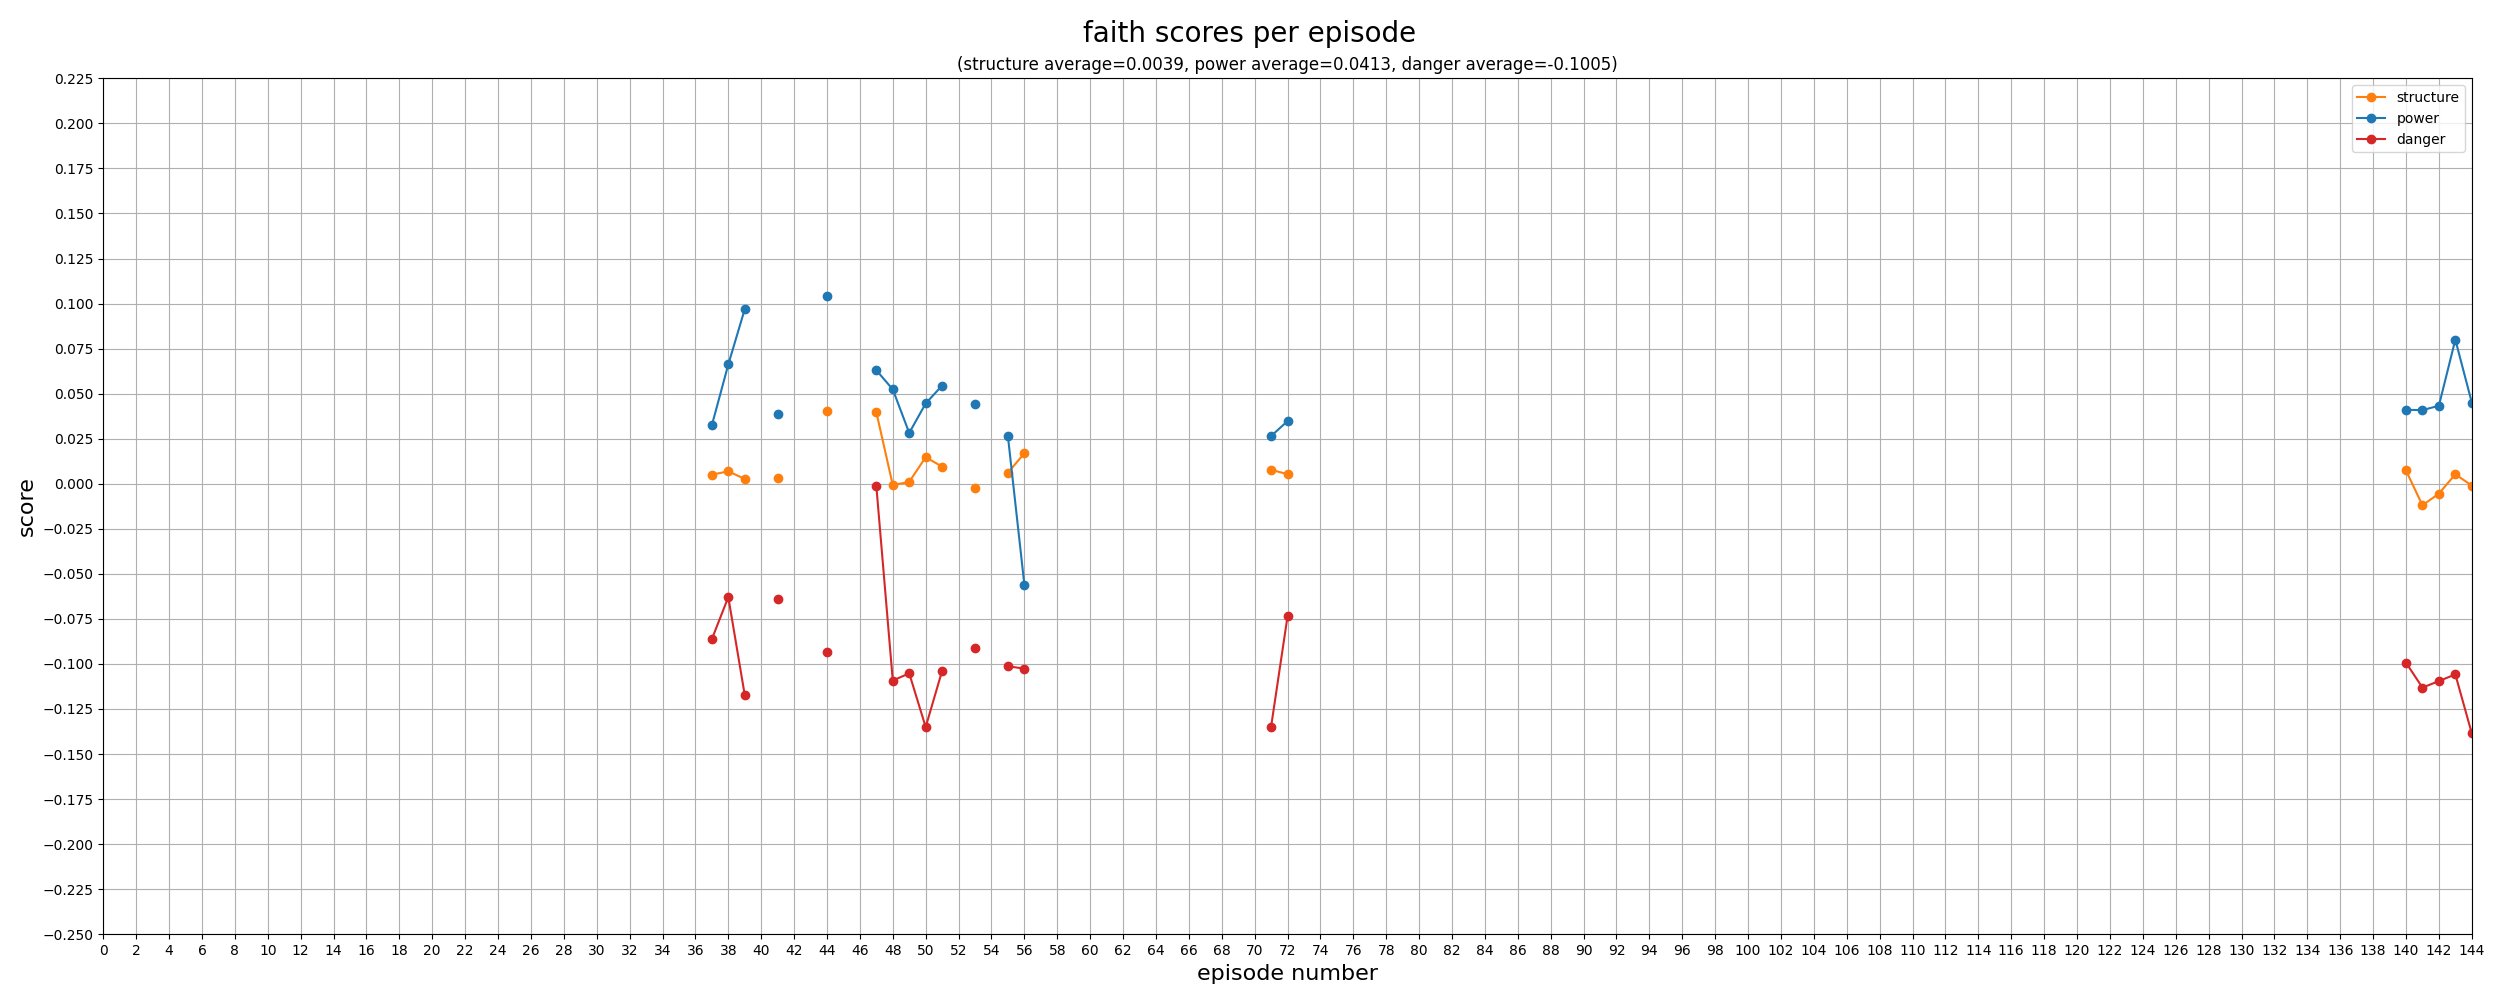 faith scores per episode
(structure average=0.0039, power average=0.0413, danger average=-0.1005)
structure
power
danger
0.225
0.200
0.175
0.150
0.125
0.100
0.075
0.050
0.025
0.000
−0.025
−0.050
−0.075
−0.100
−0.125
−0.150
−0.175
−0.200
−0.225
−0.250
score
0 2 4 6 8 10 12 14 16 18 20 22 24 26 28 30 32 34 36 38 40 42 44 46 48 50 52 54 56 58 60 62 64 66 68 70 72 74 76 78 80 82 84 86 88 90 92 94 96 98 100 102 104 106 108 110 112 114 116 118 120 122 124 126 128 130 132 134 136 138 140 142 144
episode number